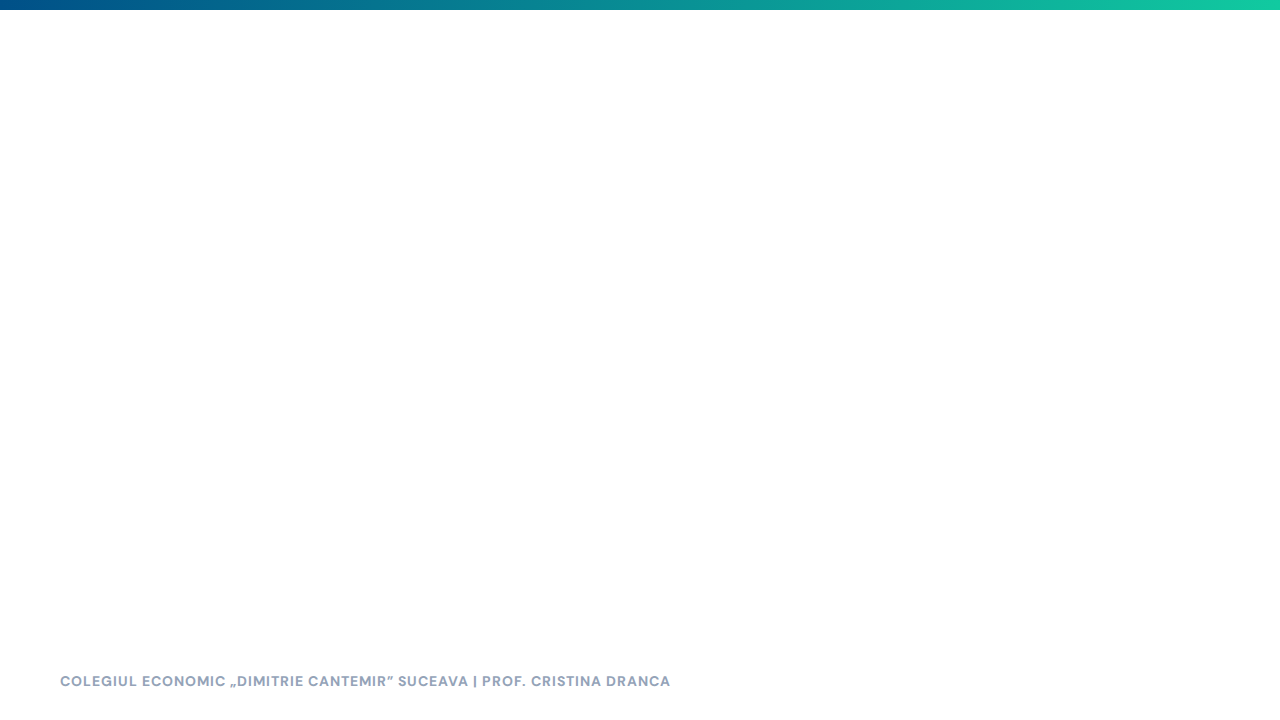 COLEGIUL ECONOMIC „DIMITRIE CANTEMIR” SUCEAVA | PROF. CRISTINA DRANCA